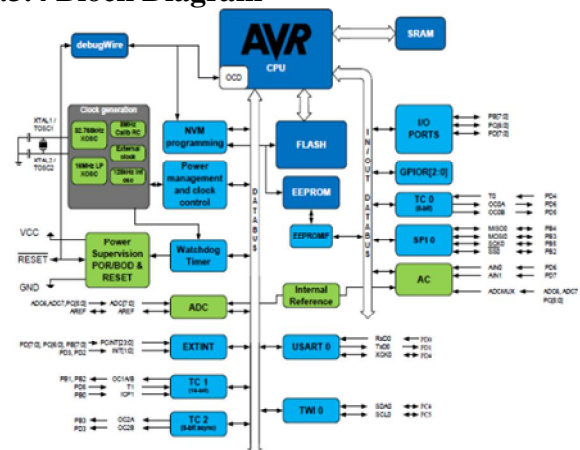 Block Diagram
AVR
CPU
OCD
SRAM
debugWire
Clock generation
XTAL1 /
TOSC1
32.768kHz
XOSC
8MHz
Calib RC
External
clock
16MHz LP
XOSC
128kHz int
osc
XTAL2 /
TOSC2
NVM
programming
FLASH
Power
management
and clock
control
EEPROM
EEPROMIF
I/O
PORTS
PB[7:0]
PC[6:0]
PD[7:0]
GPIOR[2:0]
TC 0
(8-bit)
T0
OC0A
OC0B
PD4
PD6
PD5
SPI 0
MISO0
MOSI0
SCK0
SS0
PB4
PB3
PB5
PB2
AC
AIN0
AIN1
ADCMUX
PD6
PD7
ADC6, ADC7
PC[5:0]
VCC
RESET
GND
Power
Supervision
POR/BOD &
RESET
Watchdog
Timer
Internal
Reference
DATABUS
IN/OUT DATABUS
ADC6, ADC7, PC[5:0]
AREF
ADC[7:0]
AREF
ADC
PD[7:0], PC[6:0], PB[7:0]
PD3, PD2
PCINT[23:0]
INT[1:0]
EXTINT
USART 0
RxD0
TxD0
XCK0
PD0
PD1
PD4
PB1, PB2
PD5
PB0
OC1A/B
T1
ICP1
TC 1
(16-bit)
PB3
PD3
OC2A
OC2B
TC 2
(8-bit async)
TWI 0
SDA0
SCL0
PC4
PC5